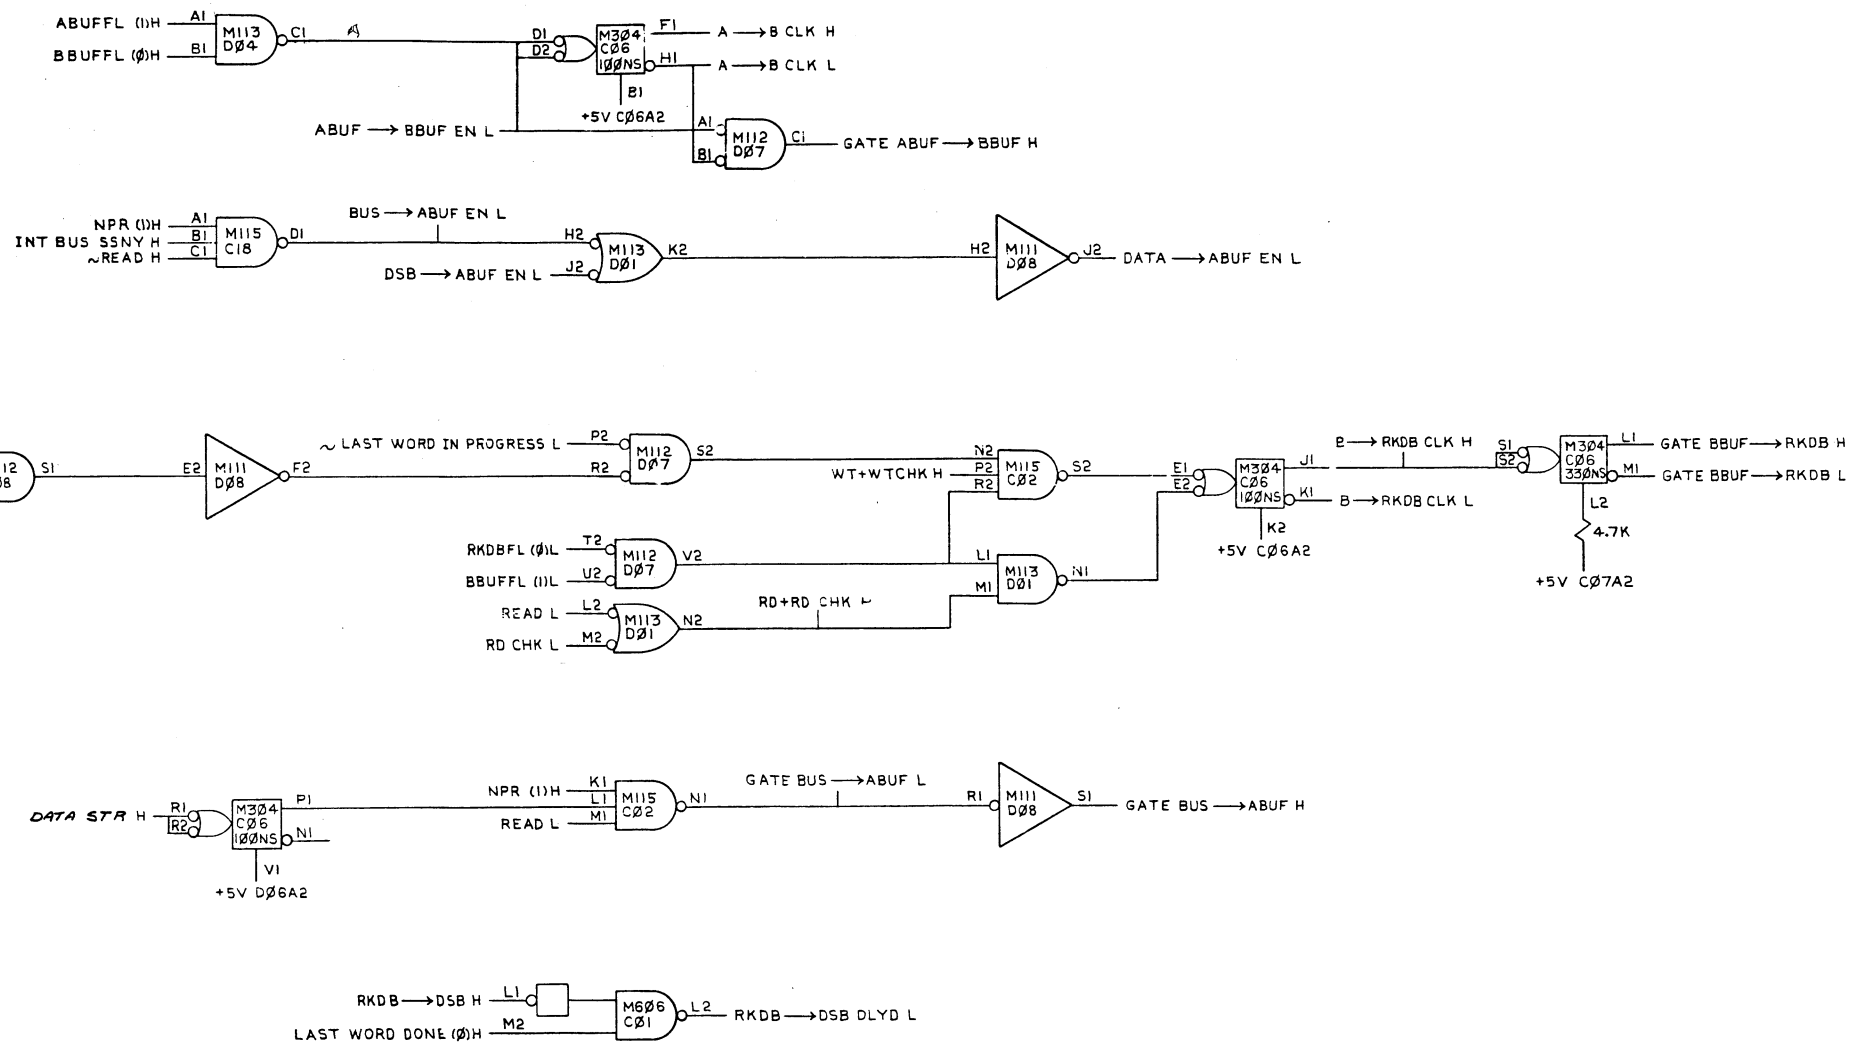 ABUFFL (1)H A1
M113 DØ4 C1
BBUFFL (Ø)H B1
D1
D2
M3Ø4 CØ6 1ØØNS
F1 A → B CLK H
H1 A → B CLK L
B1
+5V CØ6A2
ABUF → BBUF EN L
A1
B1
M112 DØ7
C1 GATE ABUF → BBUF H
NPR (1)H A1
INT BUS SSNY H B1
~READ H C1
M115 C18
D1
BUS → ABUF EN L
H2
DSB → ABUF EN L J2
M113 DØ1
K2
H2
M111 DØ8
J2 DATA → ABUF EN L
12
S1
E2
M111 DØ8
F2
~ LAST WORD IN PROGRESS L P2
R2
M112 DØ7
S2
N2
WT+WTCHK H P2
R2
M115 CØ2
S2
E1
E2
M3Ø4 CØ6 1ØØNS
J1
K1 B → RKDB CLK L
K2
+5V CØ6A2
B → RKDB CLK H
S1
S2
M3Ø4 CØ6 33ØNS
L1 GATE BBUF → RKDB H
M1 GATE BBUF → RKDB L
L2
4.7K
+5V CØ7A2
RKDBFL (Ø)L T2
BBUFFL (1)L U2
M112 DØ7
V2
L1
M1
M113 DØ1
N1
READ L L2
RD CHK L M2
M113 DØ1
N2
RD+RD CHK
DATA STR H R1
R2
M3Ø4 CØ6 1ØØNS
P1
N1
V1
+5V DØ6A2
NPR (1)H K1
L1
READ L M1
M115 CØ2
N1
GATE BUS → ABUF L
R1
M111 DØ8
S1 GATE BUS → ABUF H
RKDB → DSB H L1
LAST WORD DONE (Ø)H M2
M6Ø6 CØ1
L2 RKDB → DSB DLYD L